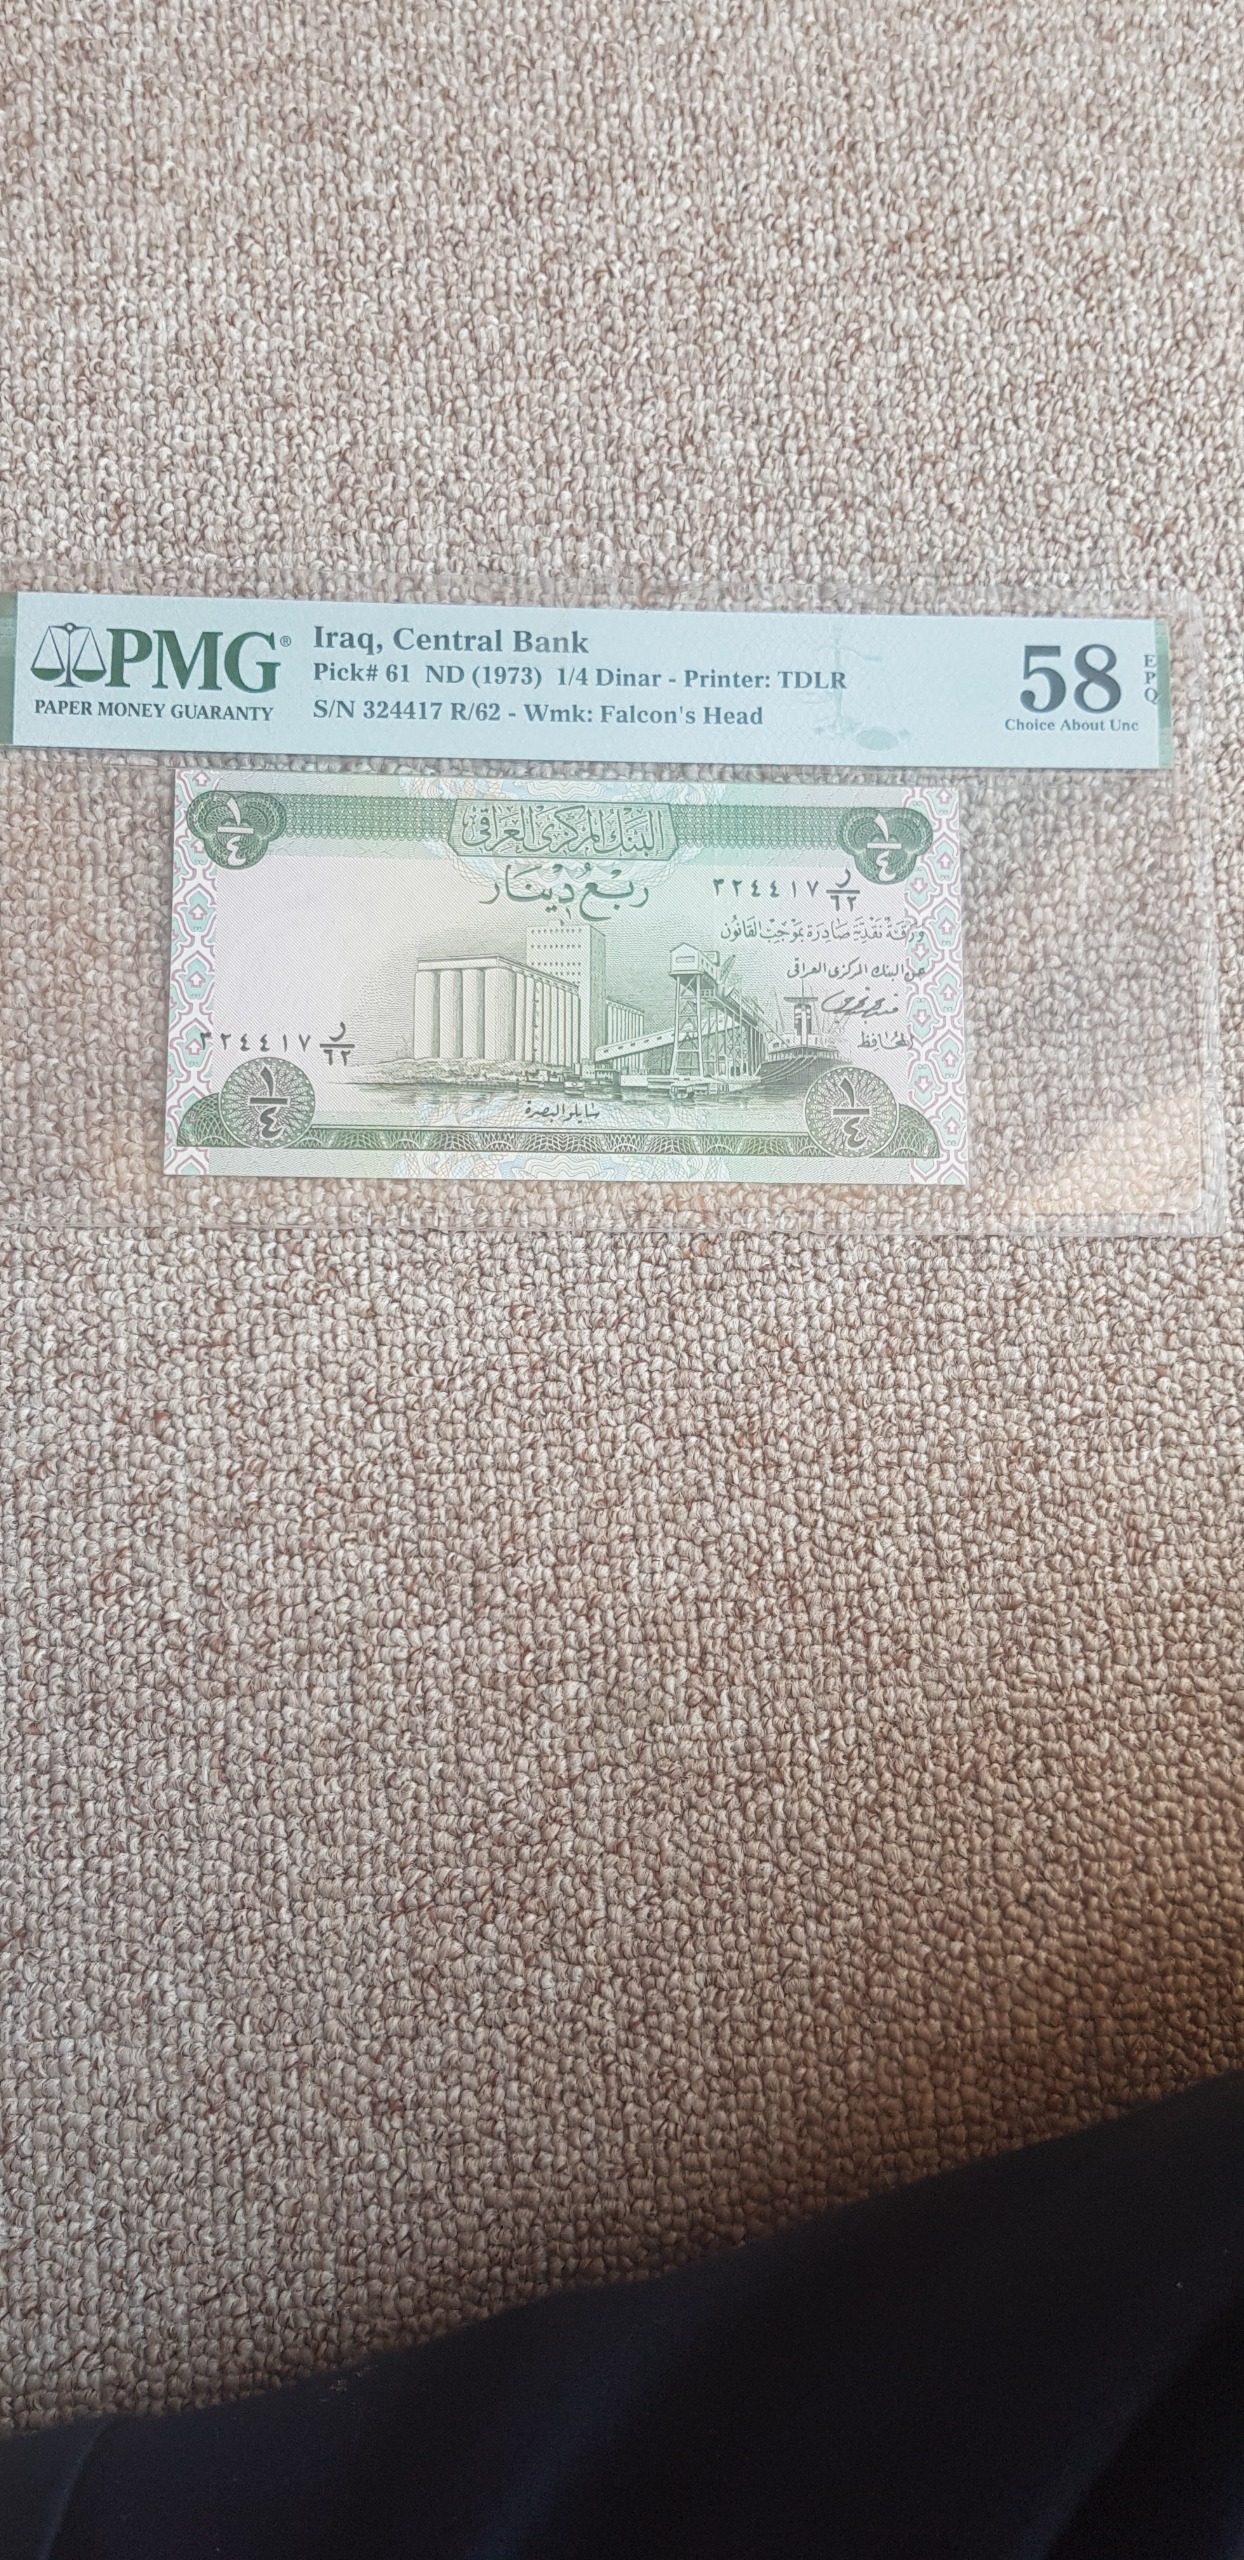 PMG®
PAPER MONEY GUARANTY
Iraq, Central Bank
Pick# 61 ND (1973) 1/4 Dinar - Printer: TDLR
S/N 324417 R/62 - Wmk: Falcon's Head
58
EPQ
Choice About Unc
١/٤
البنك المركزي العراقي
١/٤
ربع دينار
٣٢٤٤١٧ ر/٦٢
ورقة نقدية صادرة بموجب القانون
عن البنك المركزي العراقي
المحافظ
٣٢٤٤١٧ ر/٦٢
١/٤
سايلو البصرة
١/٤